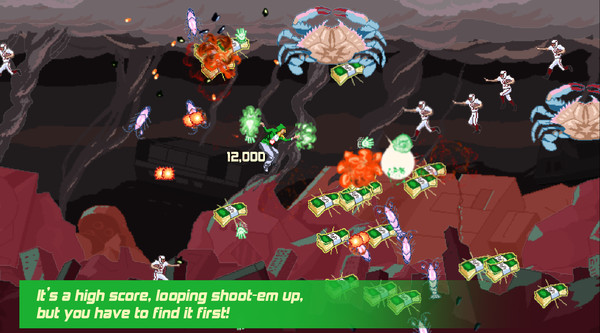 12,000
It's a high score, looping shoot-em up,
but you have to find it first!